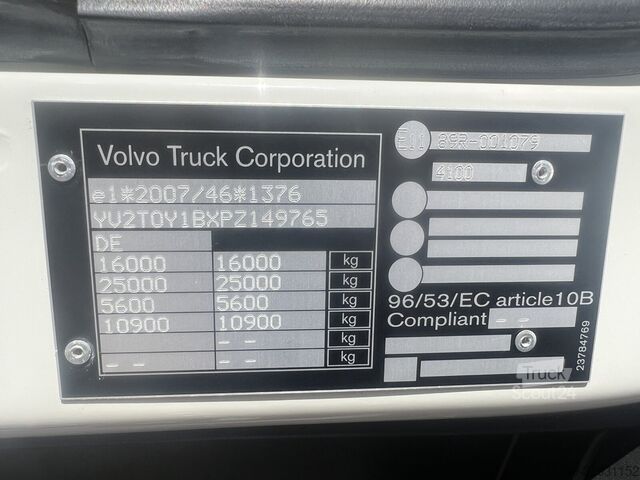 Volvo Truck Corporation
e1*2007/46*1376
YV2T0Y1BXPZ149765
DE
16000 16000 kg
25000 25000 kg
5600 5600 kg
10900 10900 kg
-- -- kg
-- -- kg
E11 89R-001079
4100
96/53/EC article10B
Compliant --
23784769
Truck
Scout24